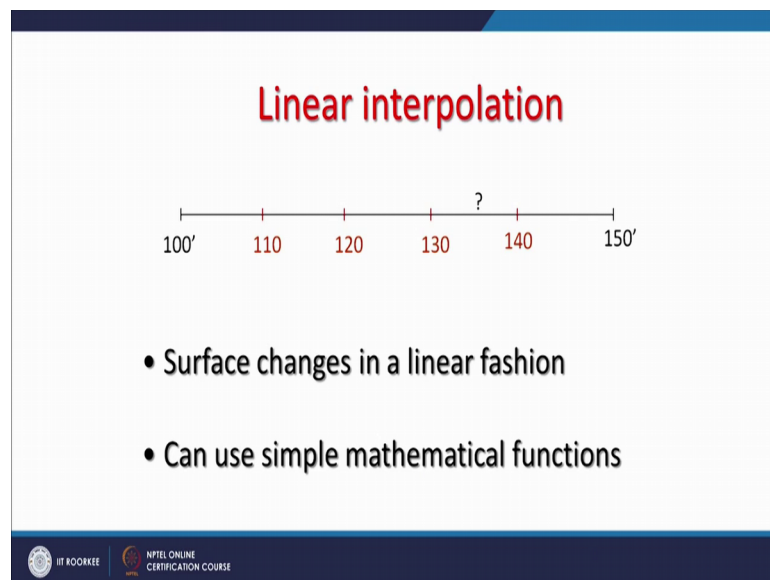 Linear interpolation
?
100’ 110 120 130 140 150’
• Surface changes in a linear fashion
• Can use simple mathematical functions
IIT ROORKEE
NPTEL ONLINE
CERTIFICATION COURSE